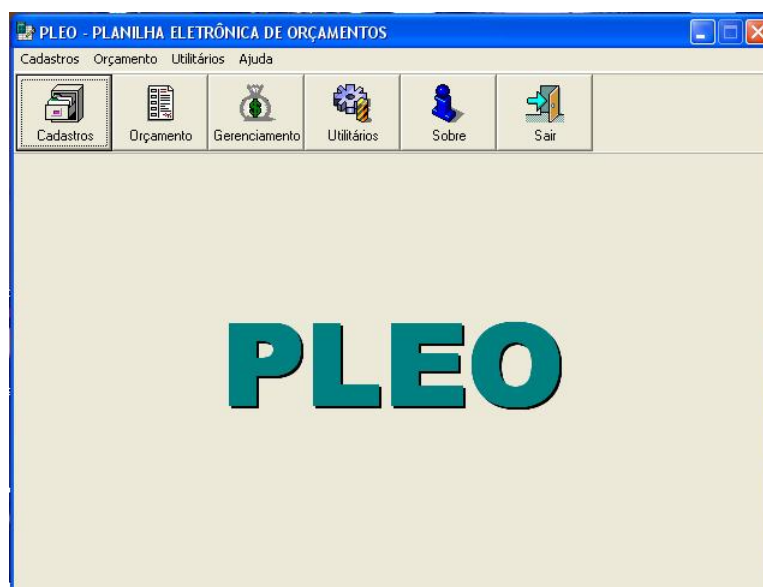 PLEO - PLANILHA ELETRÔNICA DE ORÇAMENTOS
Cadastros Orçamento Utilitários Ajuda
Cadastros Orçamento Gerenciamento Utilitários Sobre Sair
PLEO